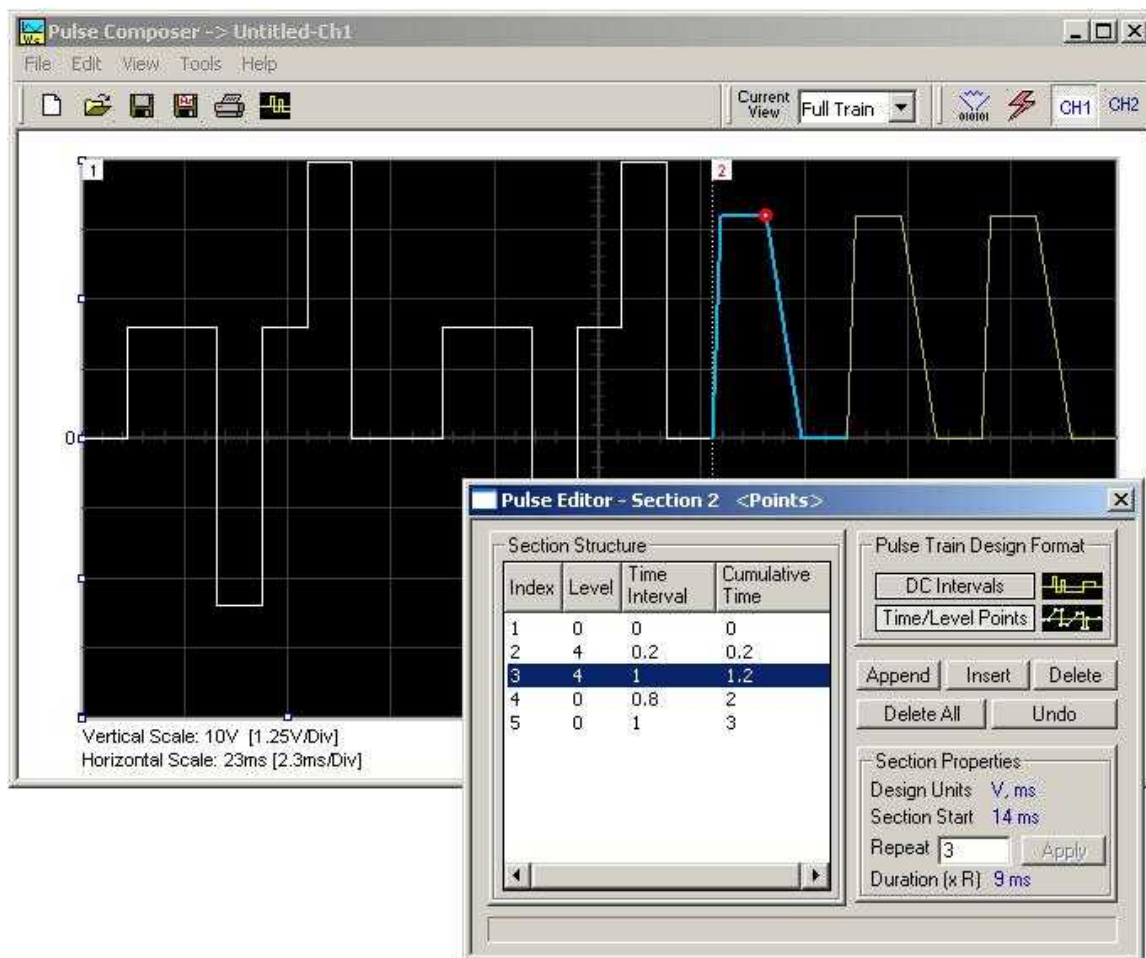 Pulse Composer -> Untitled-Ch1
File Edit View Tools Help
Current View Full Train 010101 CH1 CH2
1 2
0
Vertical Scale: 10V [1.25V/Div]
Horizontal Scale: 23ms [2.3ms/Div]
Pulse Editor - Section 2 <Points>
Section Structure
Index Level Time Interval Cumulative Time
1 0 0 0
2 4 0.2 0.2
3 4 1 1.2
4 0 0.8 2
5 0 1 3
Pulse Train Design Format
DC Intervals
Time/Level Points
Append Insert Delete
Delete All Undo
Section Properties
Design Units V, ms
Section Start 14 ms
Repeat 3 Apply
Duration (x R) 9 ms